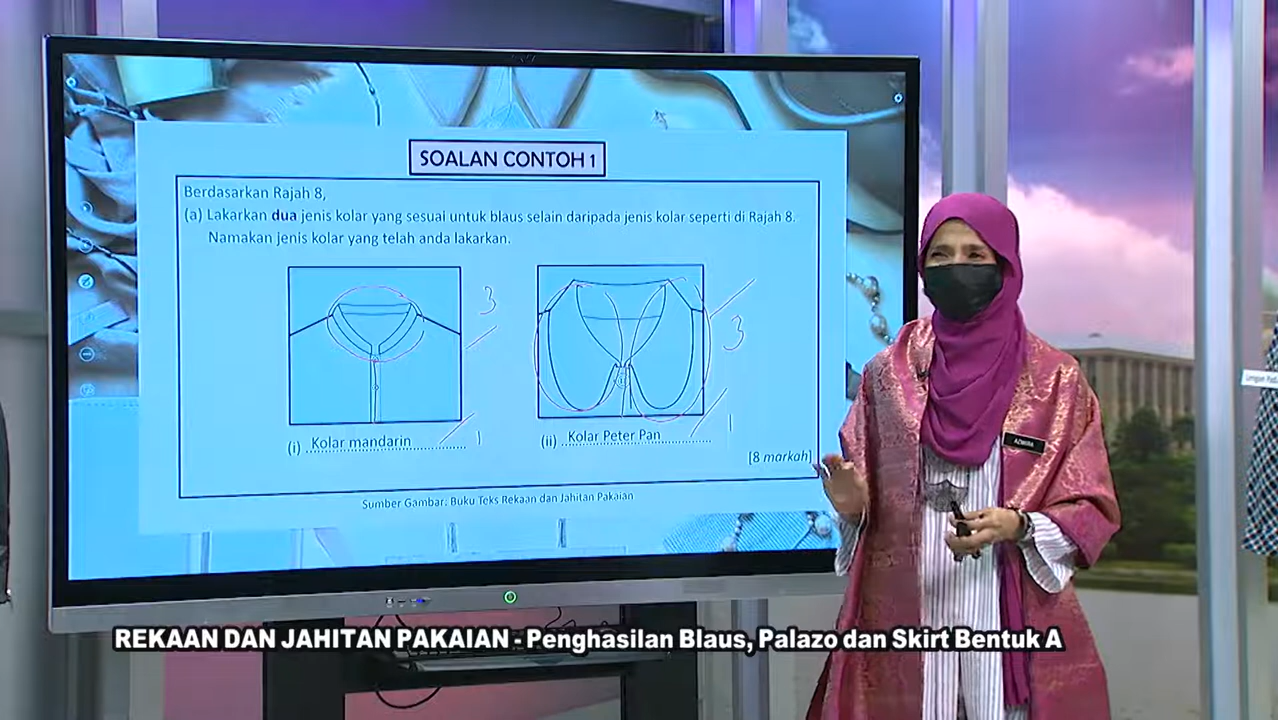 SOALAN CONTOH 1
Berdasarkan Rajah 8,
(a) Lakarkan dua jenis kolar yang sesuai untuk blaus selain daripada jenis kolar seperti di Rajah 8.
Namakan jenis kolar yang telah anda lakarkan.
3
3
(i) Kolar mandarin
1
(ii) Kolar Peter Pan
1
[8 markah]
Sumber Gambar: Buku Teks Rekaan dan Jahitan Pakaian
AZMIRA
REKAAN DAN JAHITAN PAKAIAN - Penghasilan Blaus, Palazo dan Skirt Bentuk A